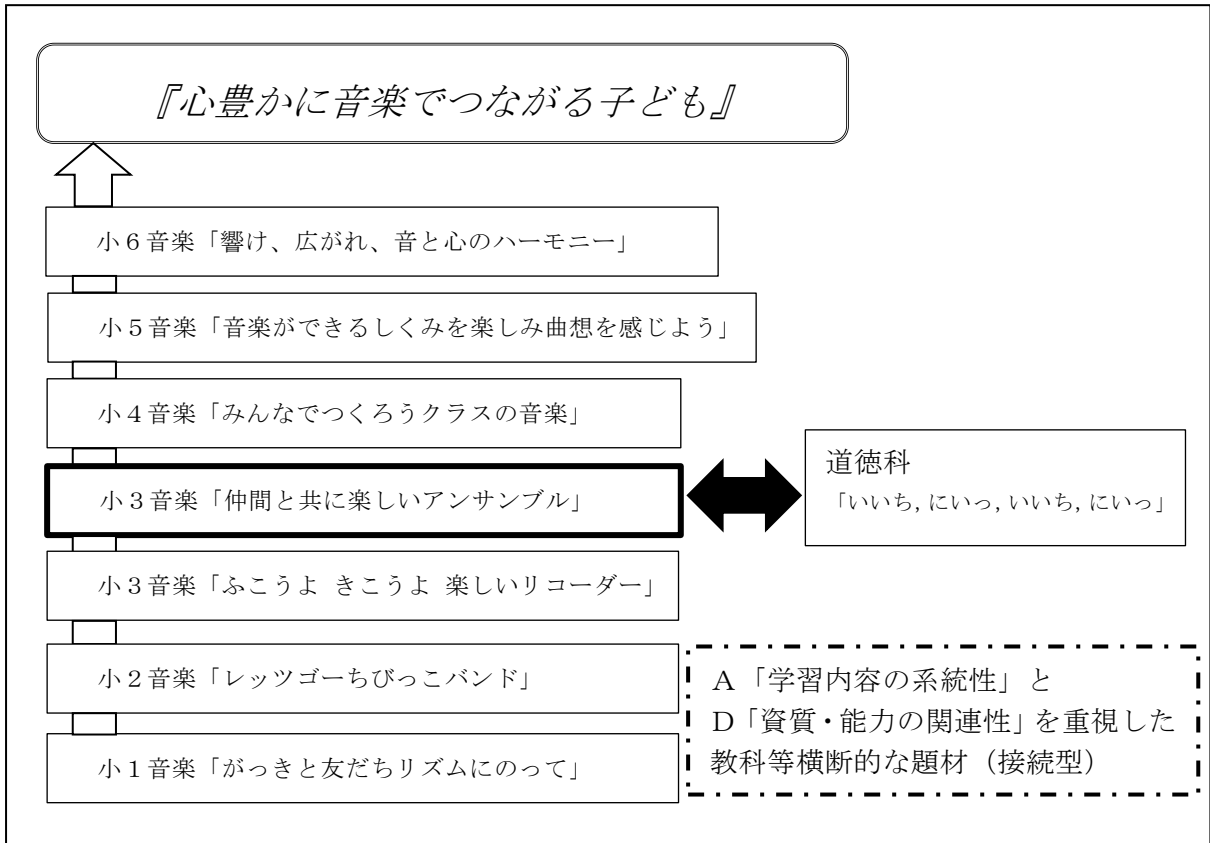 『心豊かに音楽でつながる子ども』
小６音楽「響け、広がれ、音と心のハーモニー」
小５音楽「音楽ができるしくみを楽しみ曲想を感じよう」
小４音楽「みんなでつくろうクラスの音楽」
小３音楽「仲間と共に楽しいアンサンブル」
道徳科
「いいち, にいっ, いいち, にいっ」
小３音楽「ふこうよ きこうよ 楽しいリコーダー」
小２音楽「レッツゴーちびっこバンド」
小１音楽「がっきと友だちリズムにのって」
A「学習内容の系統性」と
D「資質・能力の関連性」を重視した
教科等横断的な題材（接続型）